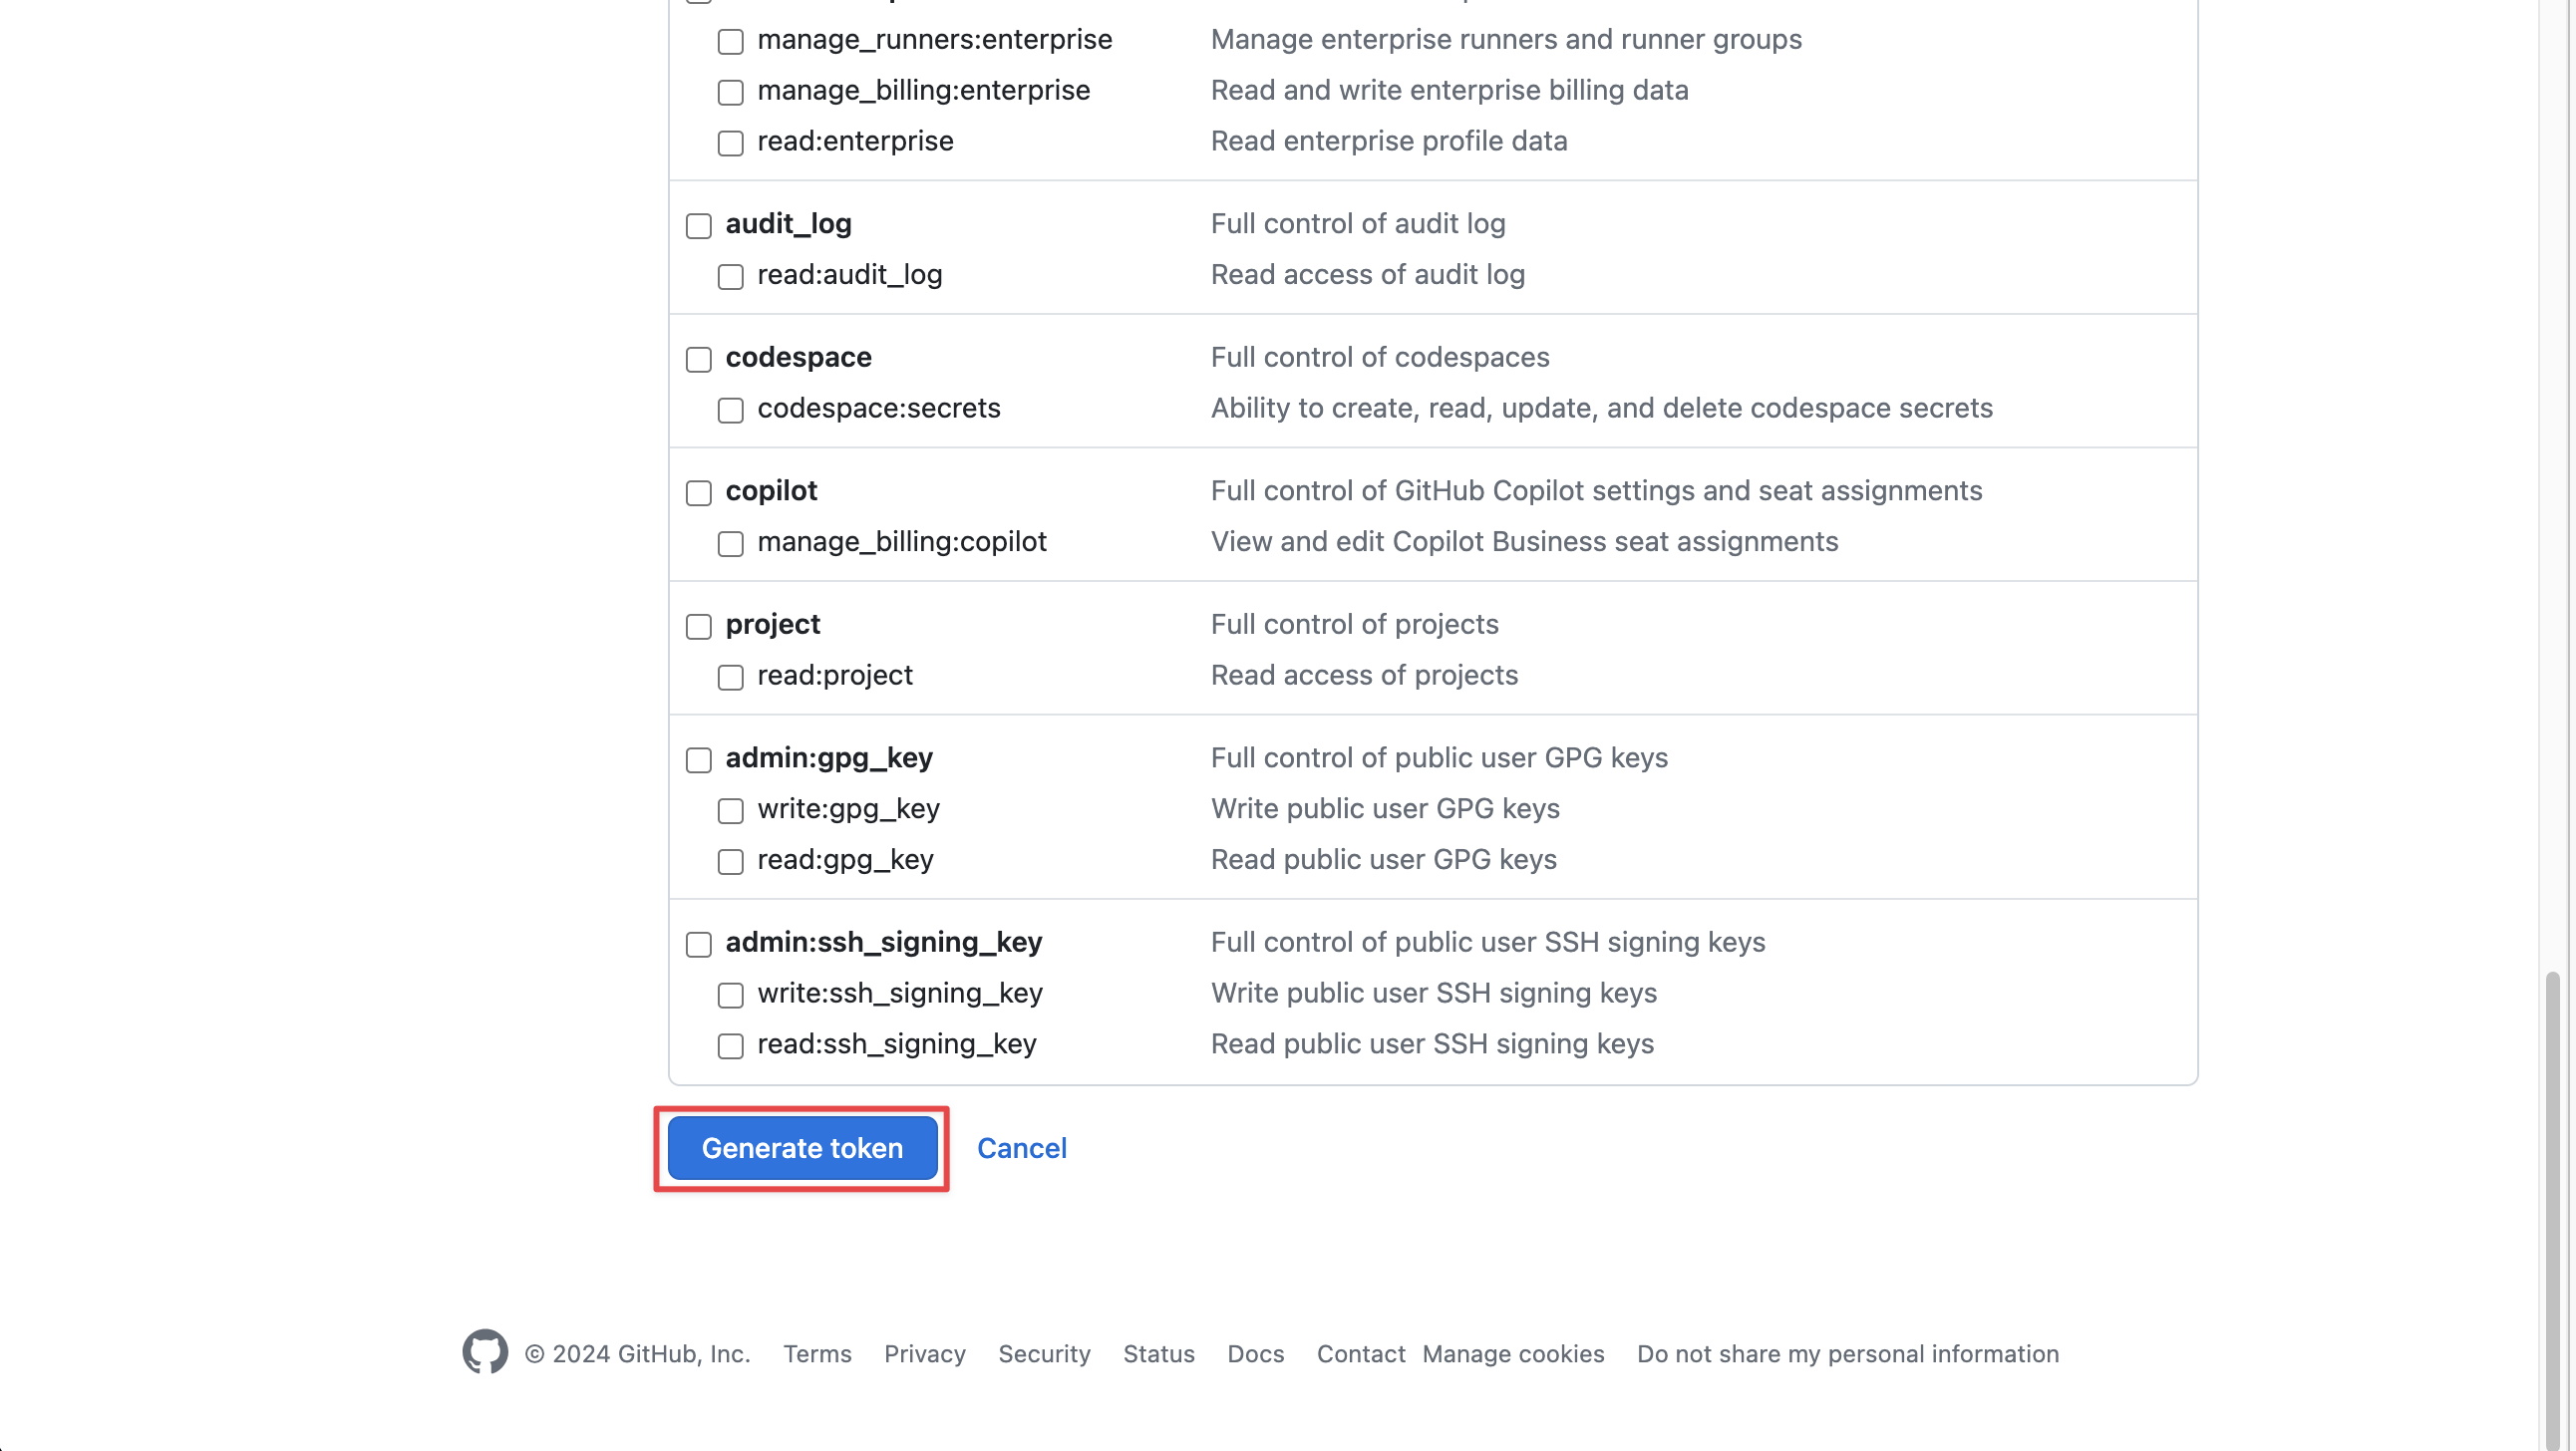 manage_runners:enterprise Manage enterprise runners and runner groups
manage_billing:enterprise Read and write enterprise billing data
read:enterprise Read enterprise profile data
audit_log Full control of audit log
read:audit_log Read access of audit log
codespace Full control of codespaces
codespace:secrets Ability to create, read, update, and delete codespace secrets
copilot Full control of GitHub Copilot settings and seat assignments
manage_billing:copilot View and edit Copilot Business seat assignments
project Full control of projects
read:project Read access of projects
admin:gpg_key Full control of public user GPG keys
write:gpg_key Write public user GPG keys
read:gpg_key Read public user GPG keys
admin:ssh_signing_key Full control of public user SSH signing keys
write:ssh_signing_key Write public user SSH signing keys
read:ssh_signing_key Read public user SSH signing keys
Generate token Cancel
© 2024 GitHub, Inc. Terms Privacy Security Status Docs Contact Manage cookies Do not share my personal information